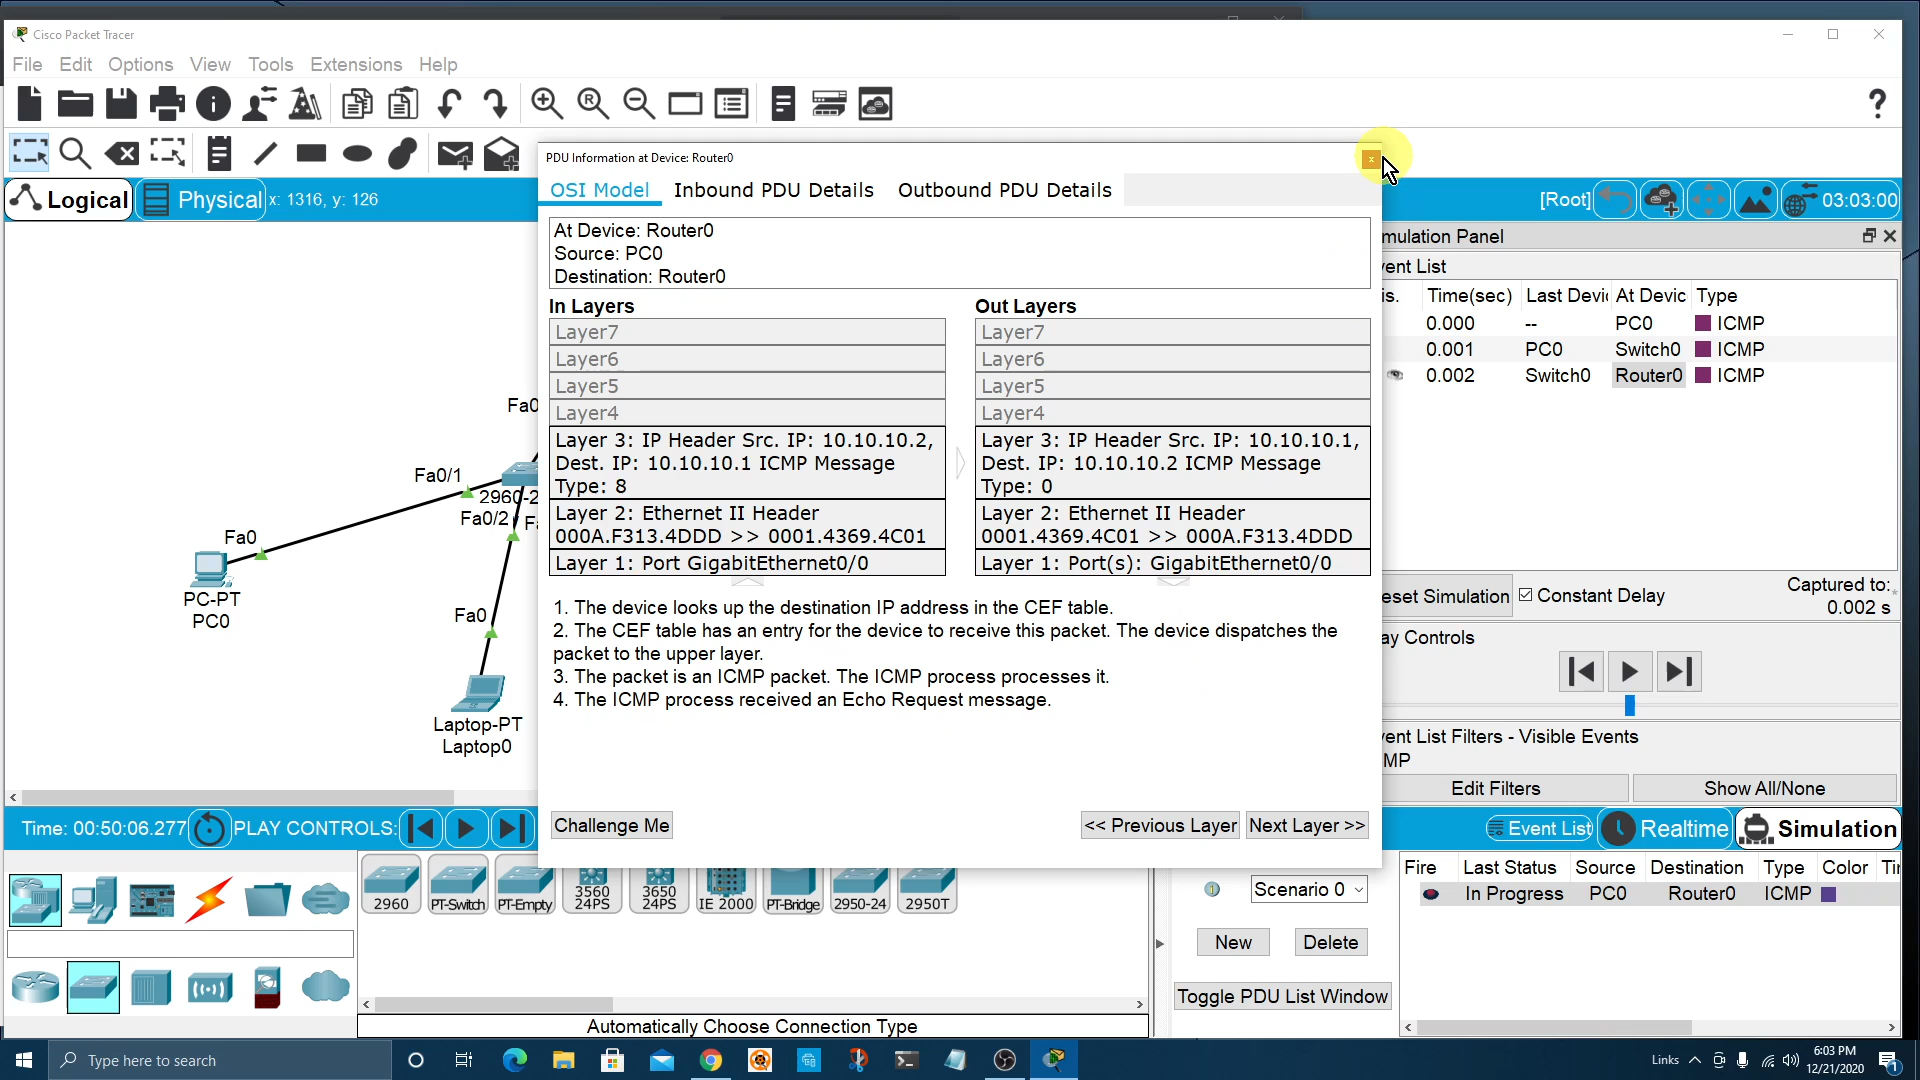 Cisco Packet Tracer
File Edit Options View Tools Extensions Help
PDU Information at Device: Router0
x
OSI Model Inbound PDU Details Outbound PDU Details
Logical Physical x: 1316, y: 126
[Root] 03:03:00
At Device: Router0
Source: PC0
Destination: Router0
In Layers Out Layers
Layer7
Layer6
Layer5
Layer4
Layer 3: IP Header Src. IP: 10.10.10.2,
Dest. IP: 10.10.10.1 ICMP Message
Type: 8
Layer 2: Ethernet II Header
000A.F313.4DDD >> 0001.4369.4C01
Layer 1: Port GigabitEthernet0/0
Layer7
Layer6
Layer5
Layer4
Layer 3: IP Header Src. IP: 10.10.10.1,
Dest. IP: 10.10.10.2 ICMP Message
Type: 0
Layer 2: Ethernet II Header
0001.4369.4C01 >> 000A.F313.4DDD
Layer 1: Port(s): GigabitEthernet0/0
1. The device looks up the destination IP address in the CEF table.
2. The CEF table has an entry for the device to receive this packet. The device dispatches the
packet to the upper layer.
3. The packet is an ICMP packet. The ICMP process processes it.
4. The ICMP process received an Echo Request message.
Challenge Me << Previous Layer Next Layer >>
Fa0
Fa0/1
2960-2
Fa0/2 F
Fa0
PC-PT
PC0
Fa0
Laptop-PT
Laptop0
mulation Panel
ent List
is. Time(sec) Last Devic At Device Type
0.000 -- PC0 ICMP
0.001 PC0 Switch0 ICMP
0.002 Switch0 Router0 ICMP
eset Simulation Constant Delay
Captured to:
0.002 s
ay Controls
ent List Filters - Visible Events
MP
Edit Filters Show All/None
Time: 00:50:06.277 PLAY CONTROLS:
Event List Realtime Simulation
2960 PT-Switch PT-Empty 3560 24PS 3650 24PS IE 2000 PT-Bridge 2950-24 2950T
Automatically Choose Connection Type
Scenario 0
New Delete
Toggle PDU List Window
Fire Last Status Source Destination Type Color Ti
In Progress PC0 Router0 ICMP
Type here to search
Links
6:03 PM
12/21/2020
1